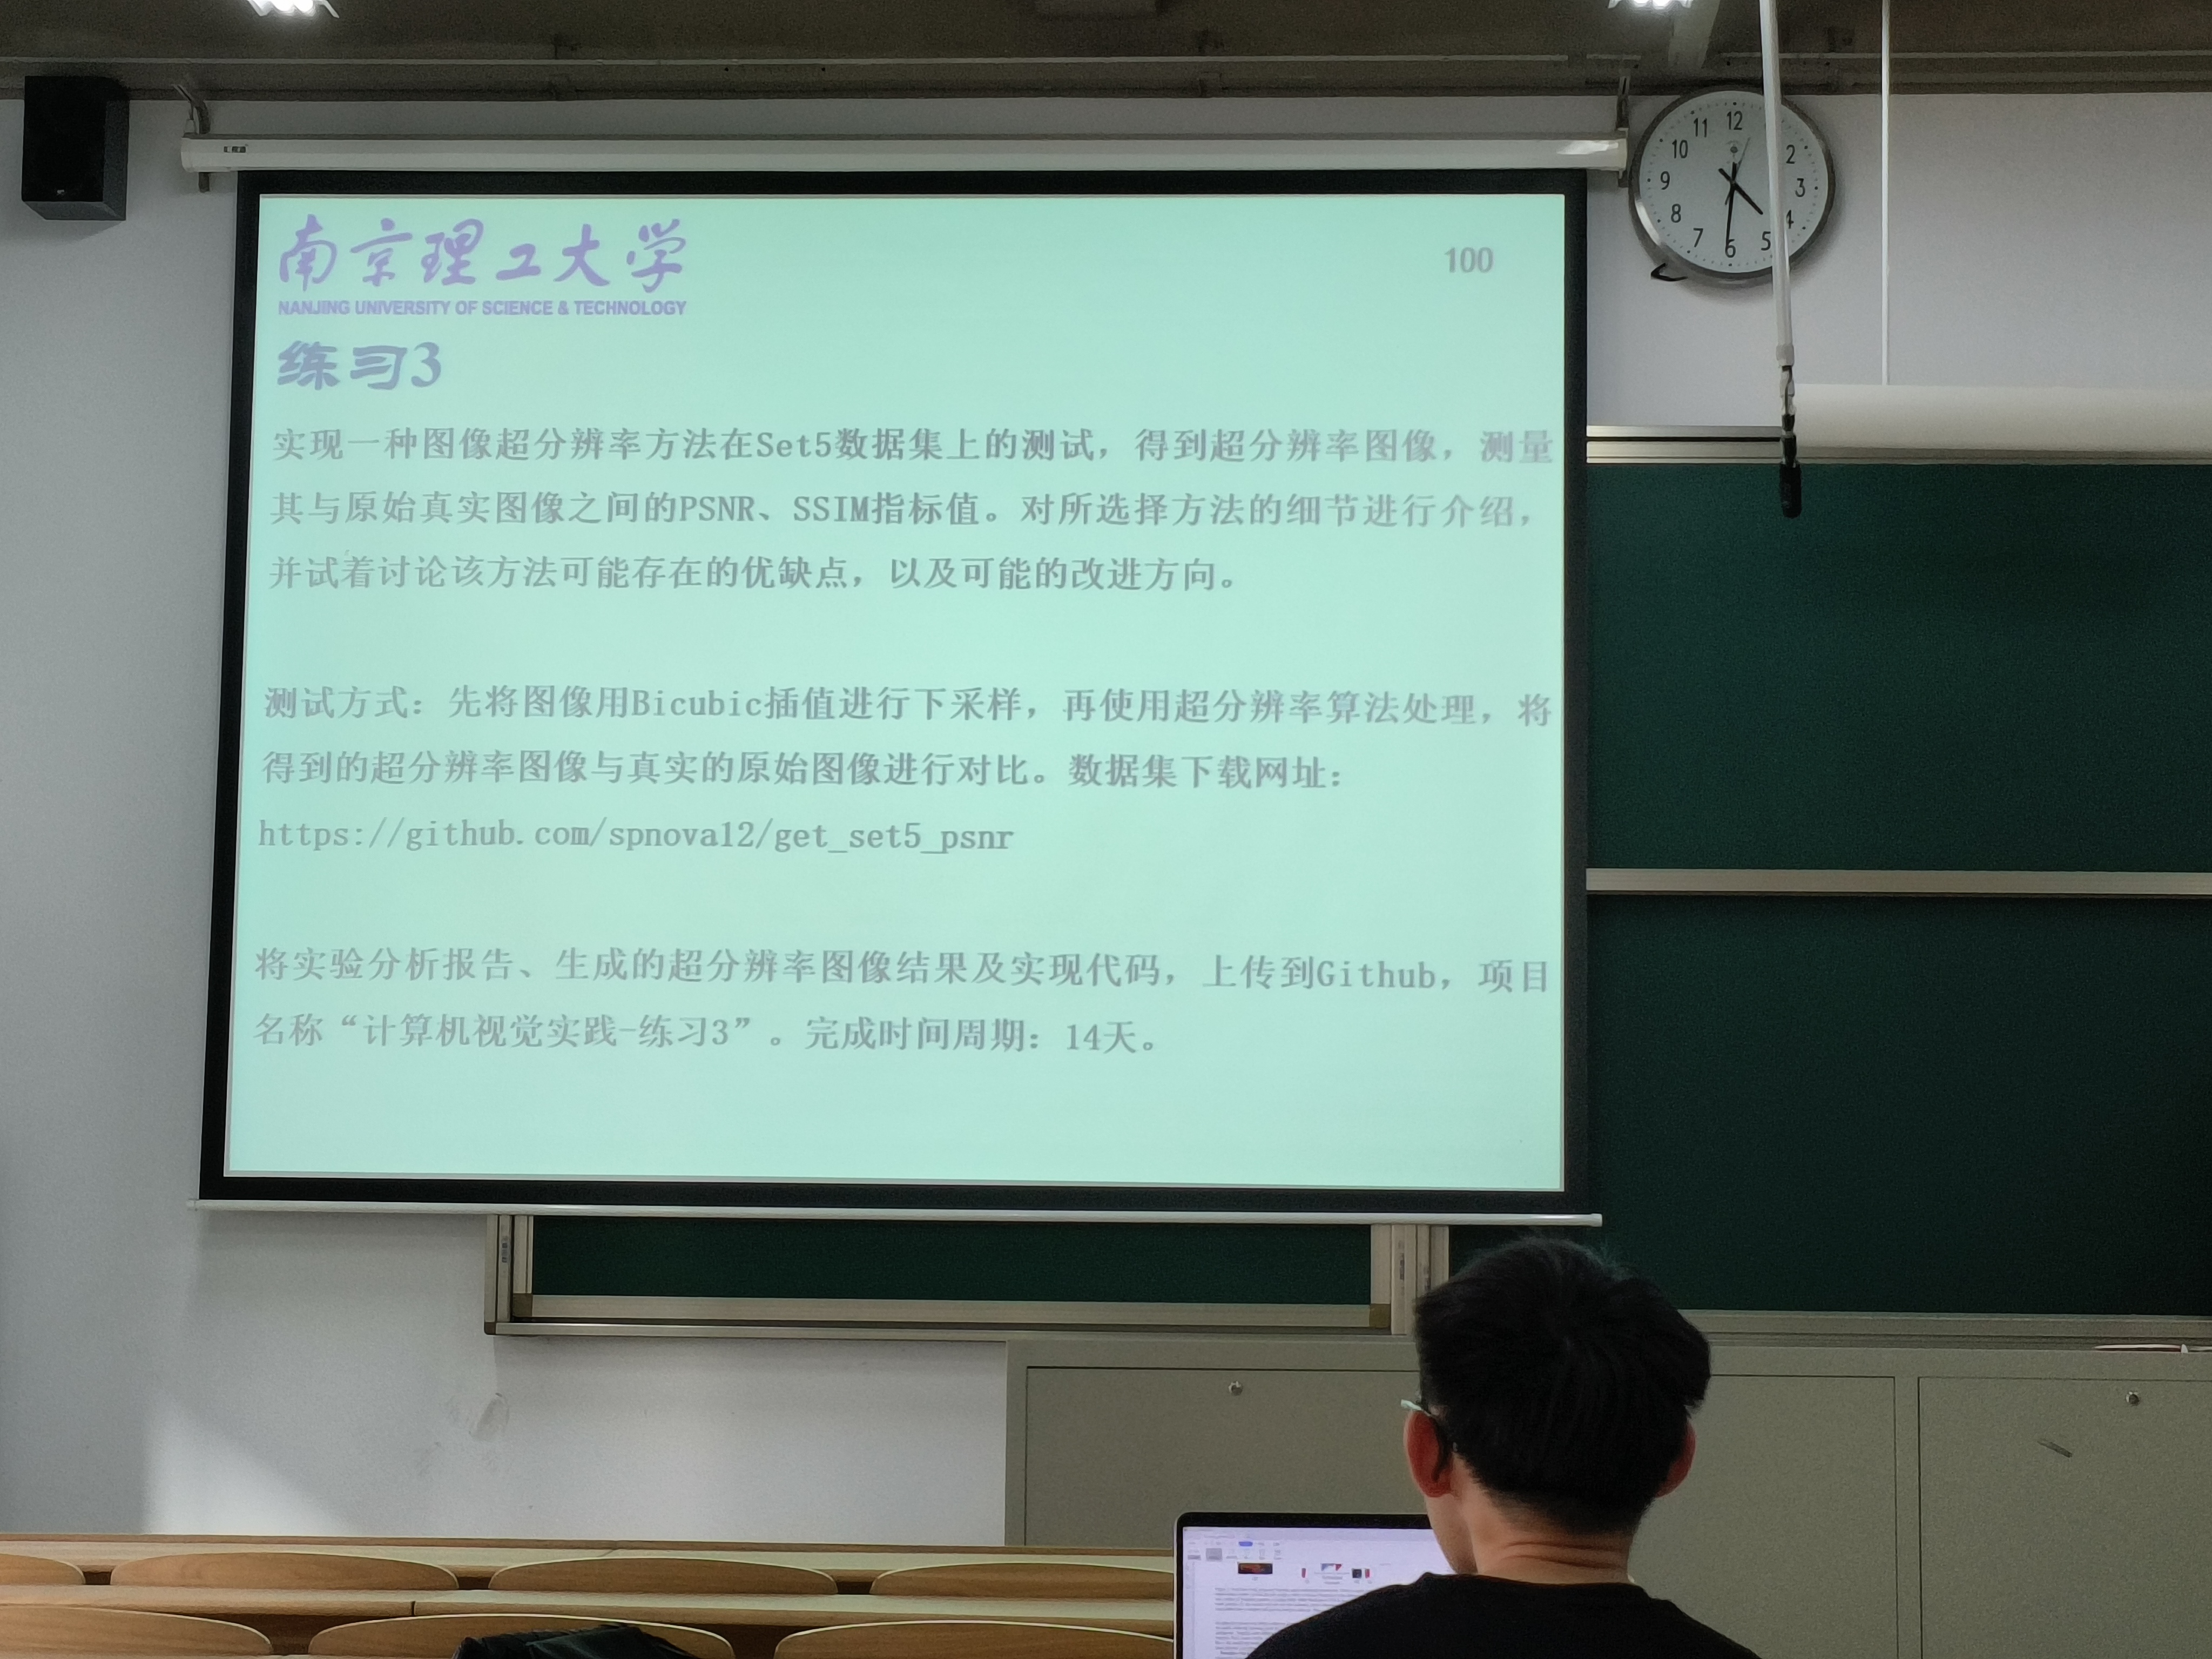 南京理工大学
NANJING UNIVERSITY OF SCIENCE & TECHNOLOGY
100
练习3
实现一种图像超分辨率方法在Set5数据集上的测试，得到超分辨率图像，测量
其与原始真实图像之间的PSNR、SSIM指标值。对所选择方法的细节进行介绍，
并试着讨论该方法可能存在的优缺点，以及可能的改进方向。
测试方式：先将图像用Bicubic插值进行下采样，再使用超分辨率算法处理，将
得到的超分辨率图像与真实的原始图像进行对比。数据集下载网址：
https://github.com/spnova12/get_set5_psnr
将实验分析报告、生成的超分辨率图像结果及实现代码，上传到Github，项目
名称“计算机视觉实践-练习3”。完成时间周期：14天。
12
11
2
10
3
9
4
8
5
7
6